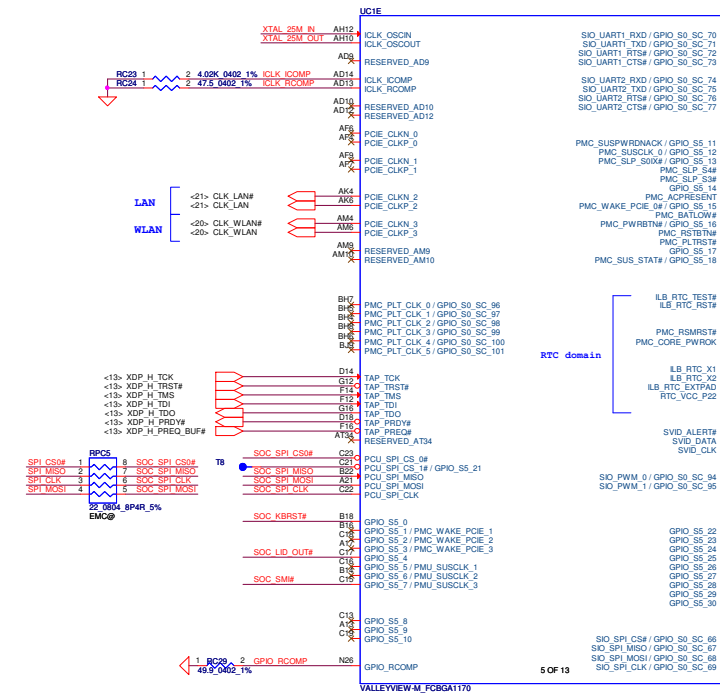 UC1E
XTAL_25M_IN AH12 ICLK_OSCIN
XTAL_25M_OUT AH10 ICLK_OSCOUT
AD9 RESERVED_AD9
RC23 1 2 4.02K_0402_1% ICLK_ICOMP AD14 ICLK_ICOMP
RC24 1 2 47.5_0402_1% ICLK_RCOMP AD13 ICLK_RCOMP
AD10 RESERVED_AD10
AD12 RESERVED_AD12
AF6 PCIE_CLKN_0
PCIE_CLKP_0
AF9 PCIE_CLKN_1
PCIE_CLKP_1
LAN
<21> CLK_LAN# AK4 PCIE_CLKN_2
<21> CLK_LAN AK6 PCIE_CLKP_2
WLAN
<20> CLK_WLAN# AM4 PCIE_CLKN_3
<20> CLK_WLAN AM6 PCIE_CLKP_3
AM9 RESERVED_AM9
AM10 RESERVED_AM10
BH7 PMC_PLT_CLK_0 / GPIO_S0_SC_96
PMC_PLT_CLK_1 / GPIO_S0_SC_97
PMC_PLT_CLK_2 / GPIO_S0_SC_98
PMC_PLT_CLK_3 / GPIO_S0_SC_99
PMC_PLT_CLK_4 / GPIO_S0_SC_100
PMC_PLT_CLK_5 / GPIO_S0_SC_101
<13> XDP_H_TCK D14 TAP_TCK
<13> XDP_H_TRST# G12 TAP_TRST#
<13> XDP_H_TMS F14 TAP_TMS
<13> XDP_H_TDI F12 TAP_TDI
<13> XDP_H_TDO G16 TAP_TDO
<13> XDP_H_PRDY# D18 TAP_PRDY#
<13> XDP_H_PREQ_BUF# F16 TAP_PREQ#
AT34 RESERVED_AT34
RPC5
SPI_CS0# 1 8 SOC_SPI_CS0#
SPI_MISO 2 7 SOC_SPI_MISO
SPI_CLK 3 6 SOC_SPI_CLK
SPI_MOSI 4 5 SOC_SPI_MOSI
22_0804_8P4R_5%
EMC@
SOC_SPI_CS0# C23 PCU_SPI_CS_0#
T8 C21 PCU_SPI_CS_1# / GPIO_S5_21
SOC_SPI_MISO B22 PCU_SPI_MISO
SOC_SPI_MOSI A21 PCU_SPI_MOSI
SOC_SPI_CLK C22 PCU_SPI_CLK
SOC_KBRST# B18 GPIO_S5_0
B16 GPIO_S5_1 / PMC_WAKE_PCIE_1
GPIO_S5_2 / PMC_WAKE_PCIE_2
GPIO_S5_3 / PMC_WAKE_PCIE_3
SOC_LID_OUT# C17 GPIO_S5_4
C16 GPIO_S5_5 / PMU_SUSCLK_1
GPIO_S5_6 / PMU_SUSCLK_2
SOC_SMI# C15 GPIO_S5_7 / PMU_SUSCLK_3
C13 GPIO_S5_8
GPIO_S5_9
GPIO_S5_10
RC29 1 2 GPIO_RCOMP N26 GPIO_RCOMP
49.9_0402_1%
SIO_UART1_RXD / GPIO_S0_SC_70
SIO_UART1_TXD / GPIO_S0_SC_71
SIO_UART1_RTS# / GPIO_S0_SC_72
SIO_UART1_CTS# / GPIO_S0_SC_73
SIO_UART2_RXD / GPIO_S0_SC_74
SIO_UART2_TXD / GPIO_S0_SC_75
SIO_UART2_RTS# / GPIO_S0_SC_76
SIO_UART2_CTS# / GPIO_S0_SC_77
PMC_SUSPWRDNACK / GPIO_S5_11
PMC_SUSCLK_0 / GPIO_S5_12
PMC_SLP_S0IX# / GPIO_S5_13
PMC_SLP_S4#
PMC_SLP_S3#
GPIO_S5_14
PMC_ACPRESENT
PMC_WAKE_PCIE_0# / GPIO_S5_15
PMC_BATLOW#
PMC_PWRBTN# / GPIO_S5_16
PMC_RSTBTN#
PMC_PLTRST#
GPIO_S5_17
PMC_SUS_STAT# / GPIO_S5_18
RTC domain
ILB_RTC_TEST#
ILB_RTC_RST#
PMC_RSMRST#
PMC_CORE_PWROK
ILB_RTC_X1
ILB_RTC_X2
ILB_RTC_EXTPAD
RTC_VCC_P22
SVID_ALERT#
SVID_DATA
SVID_CLK
SIO_PWM_0 / GPIO_S0_SC_94
SIO_PWM_1 / GPIO_S0_SC_95
GPIO_S5_22
GPIO_S5_23
GPIO_S5_24
GPIO_S5_25
GPIO_S5_26
GPIO_S5_27
GPIO_S5_28
GPIO_S5_29
GPIO_S5_30
SIO_SPI_CS# / GPIO_S0_SC_66
SIO_SPI_MISO / GPIO_S0_SC_67
SIO_SPI_MOSI / GPIO_S0_SC_68
SIO_SPI_CLK / GPIO_S0_SC_69
5 OF 13
VALLEYVIEW-M_FCBGA1170